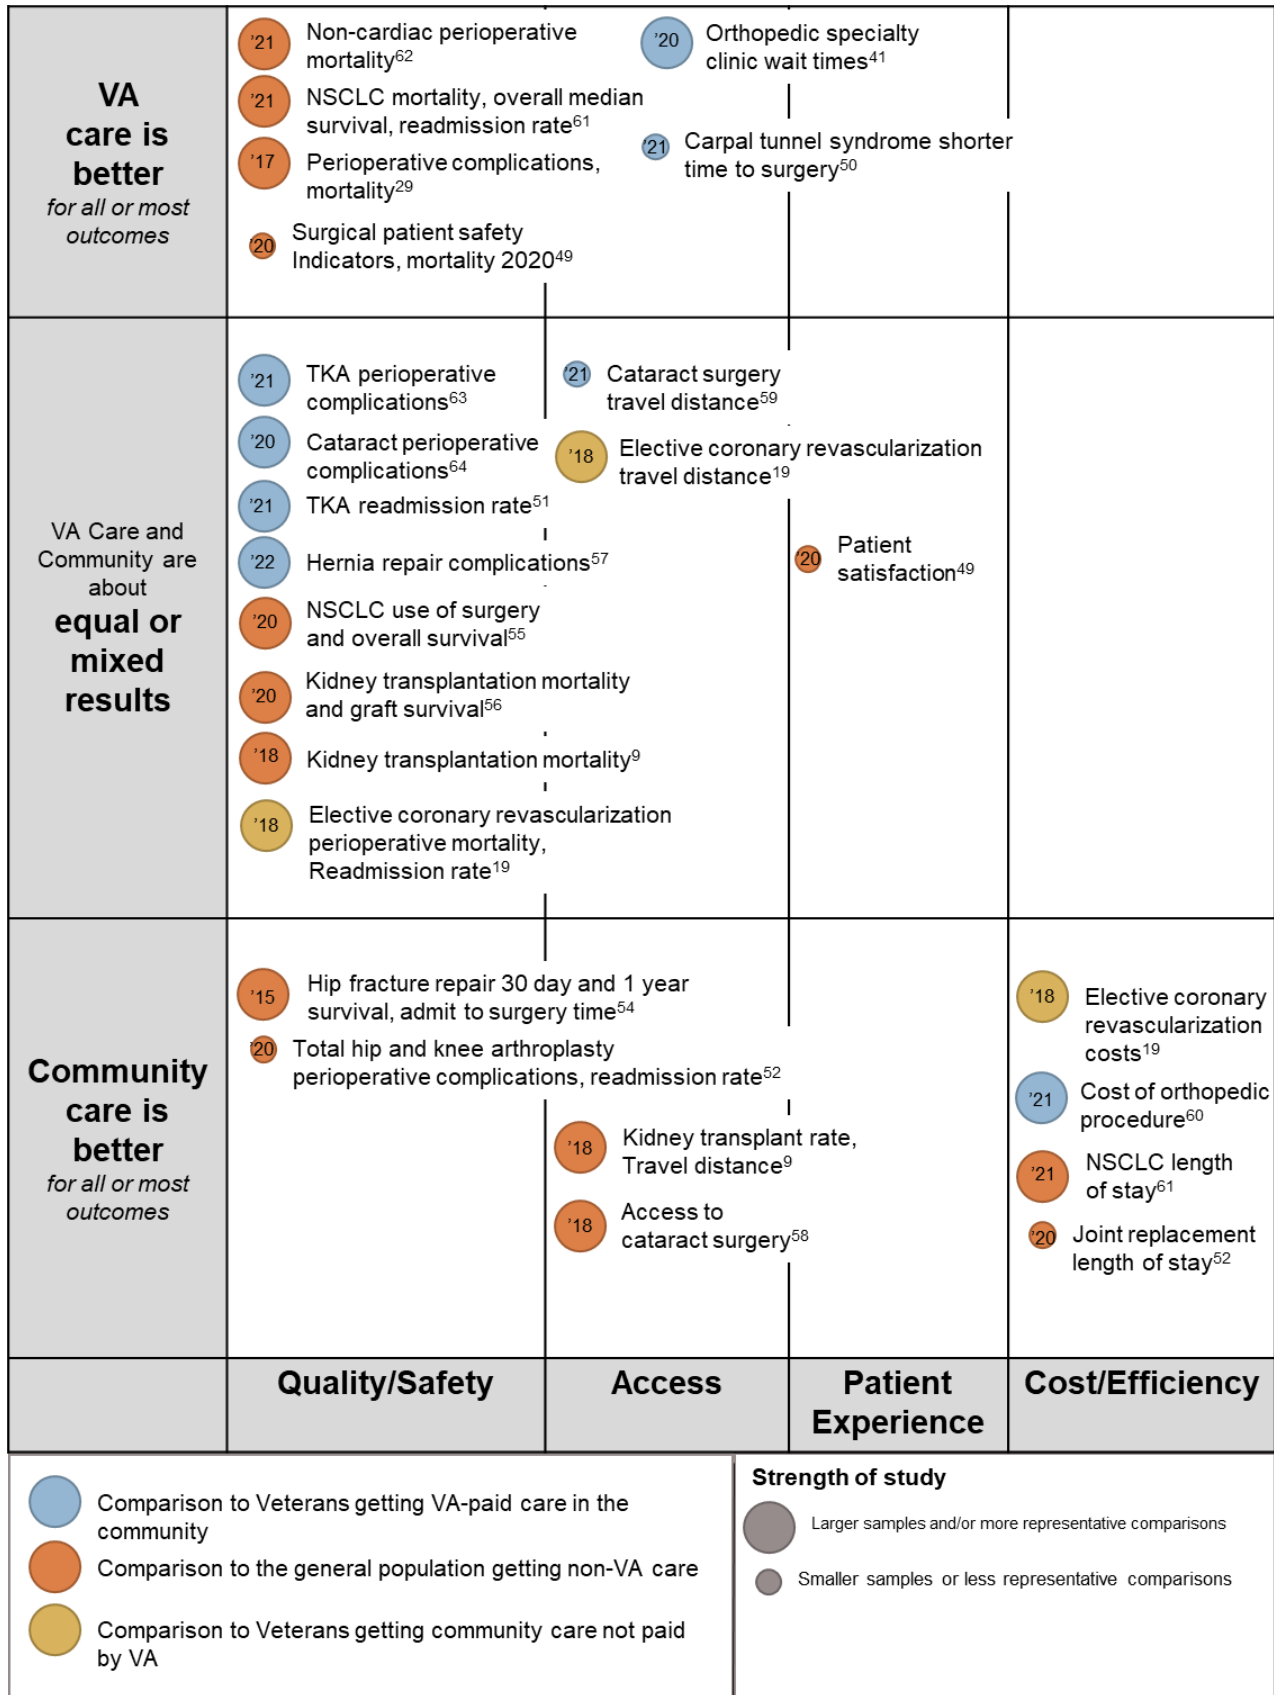 VA
care is
better
for all or most
outcomes
'21
Non-cardiac perioperative
mortality62
'21
NSCLC mortality, overall median
survival, readmission rate61
'17
Perioperative complications,
mortality29
'20
Surgical patient safety
Indicators, mortality 202049
'20
Orthopedic specialty
clinic wait times41
'21
Carpal tunnel syndrome shorter
time to surgery50
VA Care and
Community are
about
equal or
mixed
results
'21
TKA perioperative
complications63
'20
Cataract perioperative
complications64
'21
TKA readmission rate51
'22
Hernia repair complications57
'20
NSCLC use of surgery
and overall survival55
'20
Kidney transplantation mortality
and graft survival56
'18
Kidney transplantation mortality9
'18
Elective coronary revascularization
perioperative mortality,
Readmission rate19
'21
Cataract surgery
travel distance59
'18
Elective coronary revascularization
travel distance19
'20
Patient
satisfaction49
Community
care is
better
for all or most
outcomes
'15
Hip fracture repair 30 day and 1 year
survival, admit to surgery time54
'20
Total hip and knee arthroplasty
perioperative complications, readmission rate52
'18
Kidney transplant rate,
Travel distance9
'18
Access to
cataract surgery58
'18
Elective coronary
revascularization
costs19
'21
Cost of orthopedic
procedure60
'21
NSCLC length
of stay61
'20
Joint replacement
length of stay52
Quality/Safety
Access
Patient
Experience
Cost/Efficiency
Comparison to Veterans getting VA-paid care in the
community
Comparison to the general population getting non-VA care
Comparison to Veterans getting community care not paid
by VA
Strength of study
Larger samples and/or more representative comparisons
Smaller samples or less representative comparisons